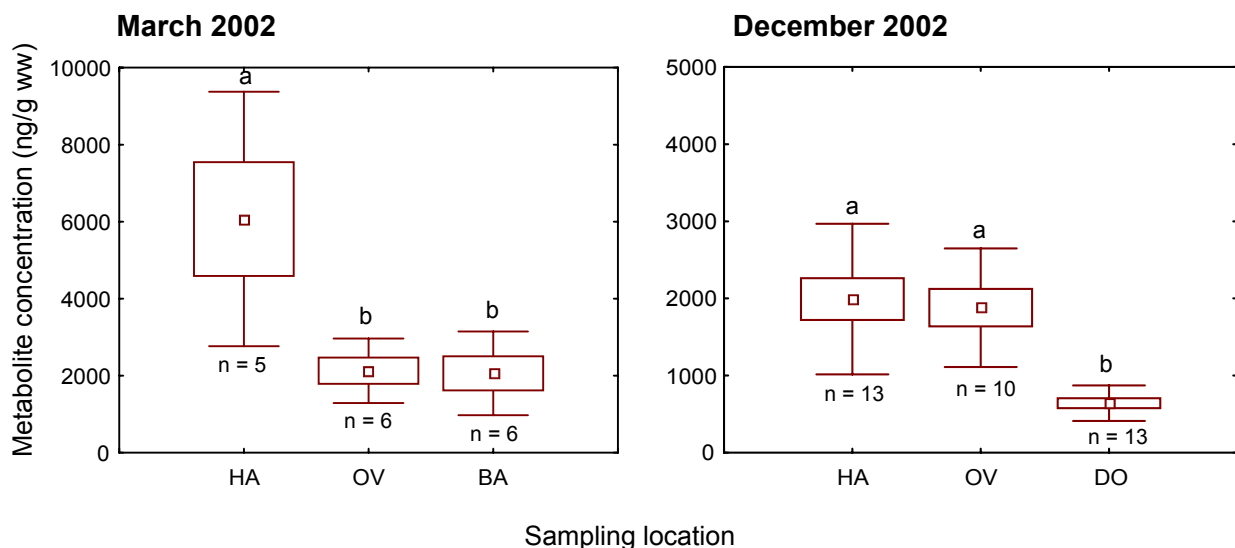 March 2002
December 2002
Metabolite concentration (ng/g ww)
10000
8000
6000
4000
2000
0
a
n = 5
b
n = 6
b
n = 6
HA
OV
BA
5000
4000
3000
2000
1000
0
a
n = 13
a
n = 10
b
n = 13
HA
OV
DO
Sampling location